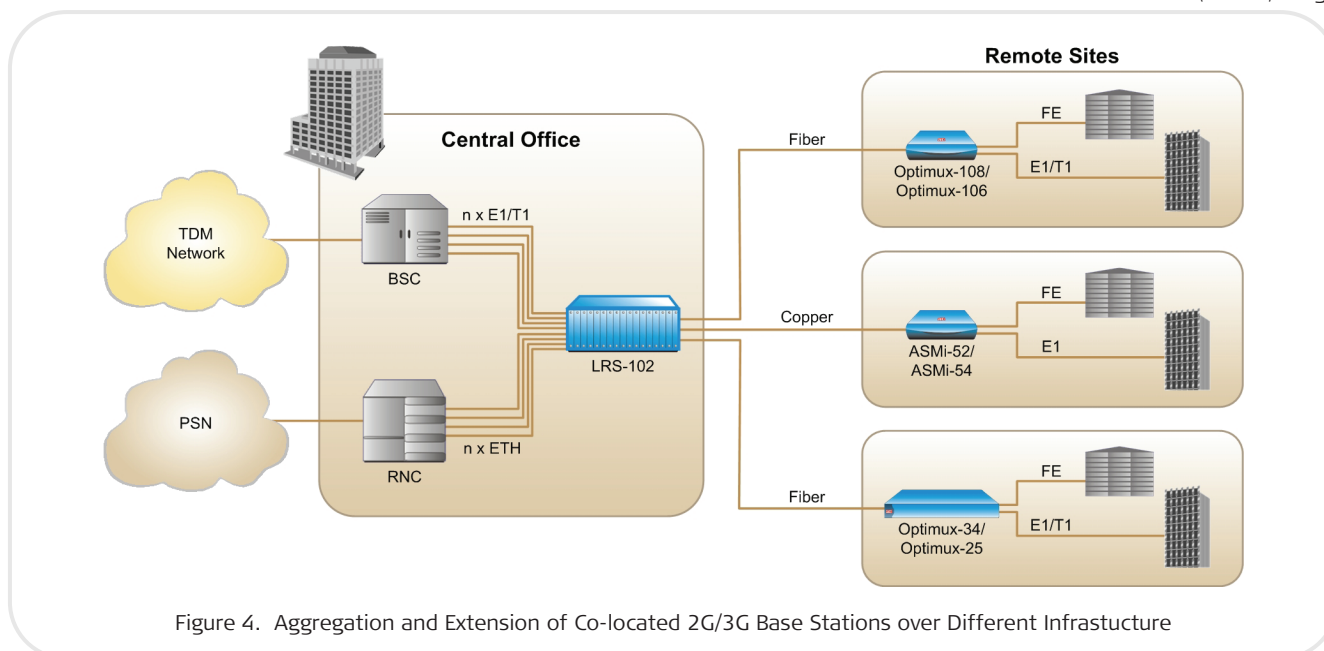 Remote Sites
Central Office
TDM
Network
PSN
BSC
n x E1/T1
RNC
n x ETH
LRS-102
Fiber
Optimux-108/
Optimux-106
FE
E1/T1
Copper
ASMi-52/
ASMi-54
FE
E1
Fiber
Optimux-34/
Optimux-25
FE
E1/T1
Figure 4. Aggregation and Extension of Co-located 2G/3G Base Stations over Different Infrastucture